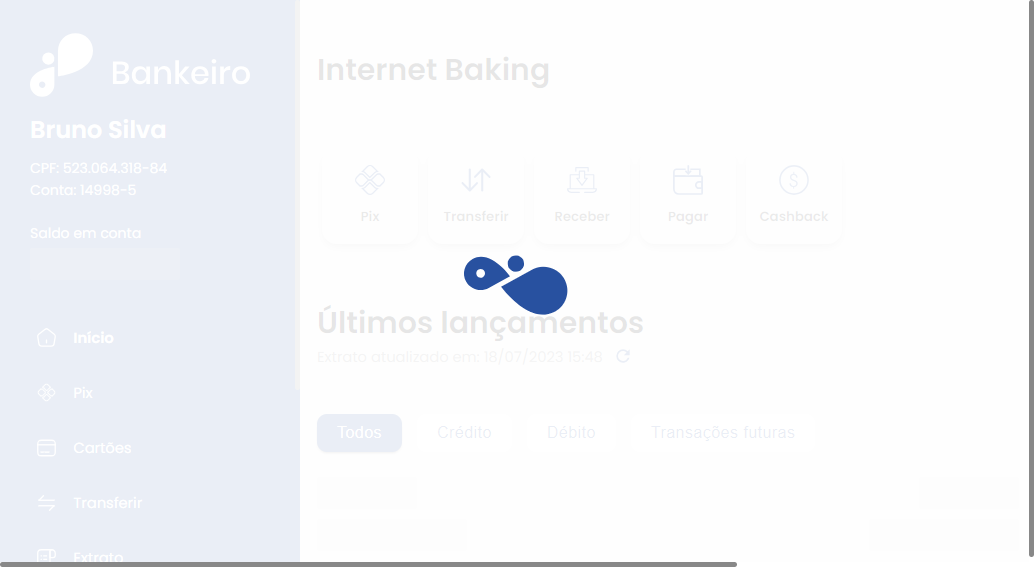 Bankeiro
Bruno Silva
CPF: 523.064.318-84
Conta: 14998-5
Saldo em conta
Início
Pix
Cartões
Transferir
Extrato
Internet Baking
Pix
Transferir
Receber
Pagar
Cashback
Últimos lançamentos
Extrato atualizado em: 18/07/2023 15:48
Todos
Crédito
Débito
Transações futuras